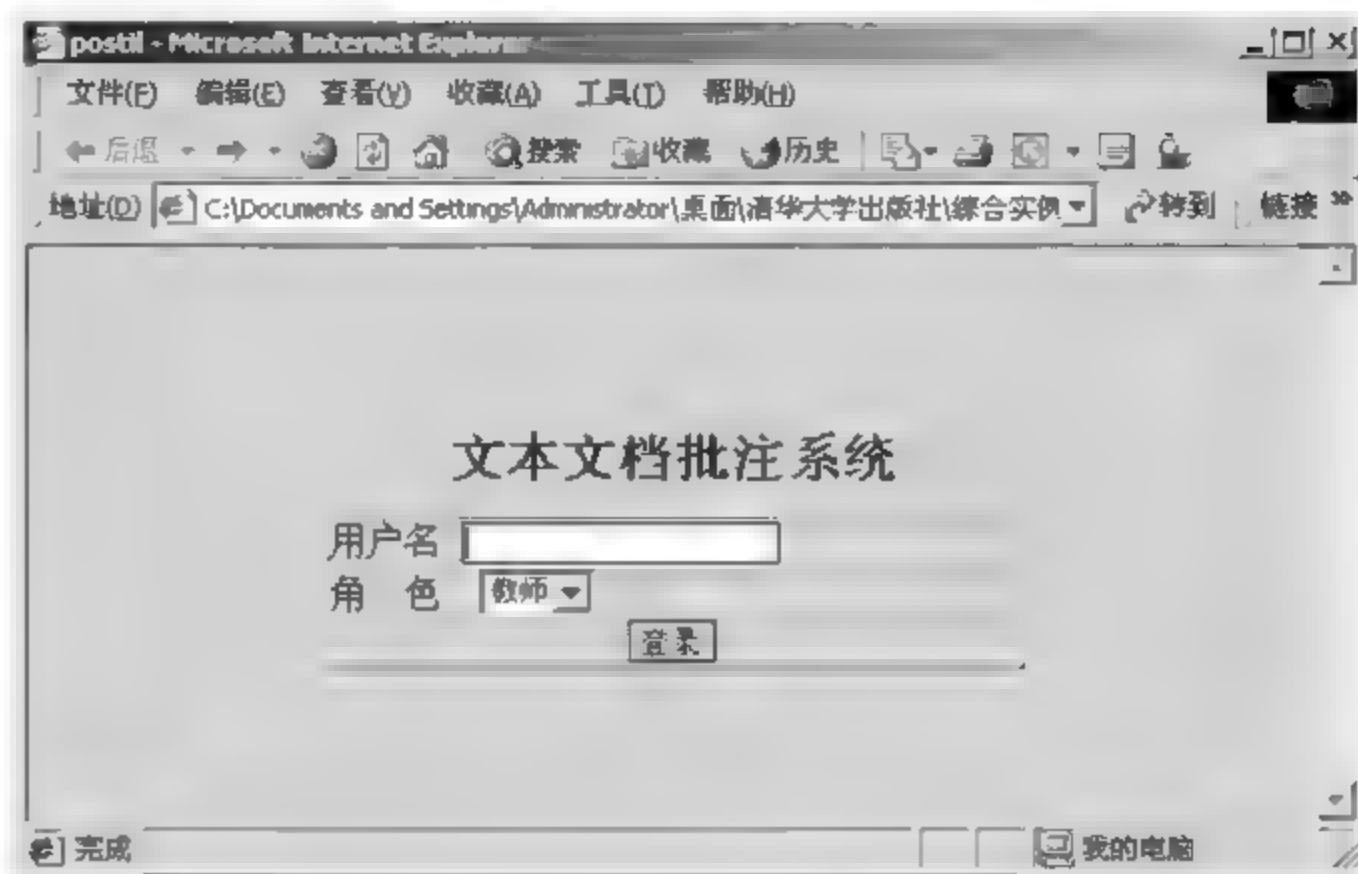 postil - Microsoft Internet Explorer
文件(F) 编辑(E) 查看(V) 收藏(A) 工具(T) 帮助(H)
后退 搜索 收藏 历史
地址(D) C:\Documents and Settings\Administrator\桌面\清华大学出版社\综合实例 转到 链接 »
文本文档批注系统
用户名
角 色 教师
登录
完成 我的电脑